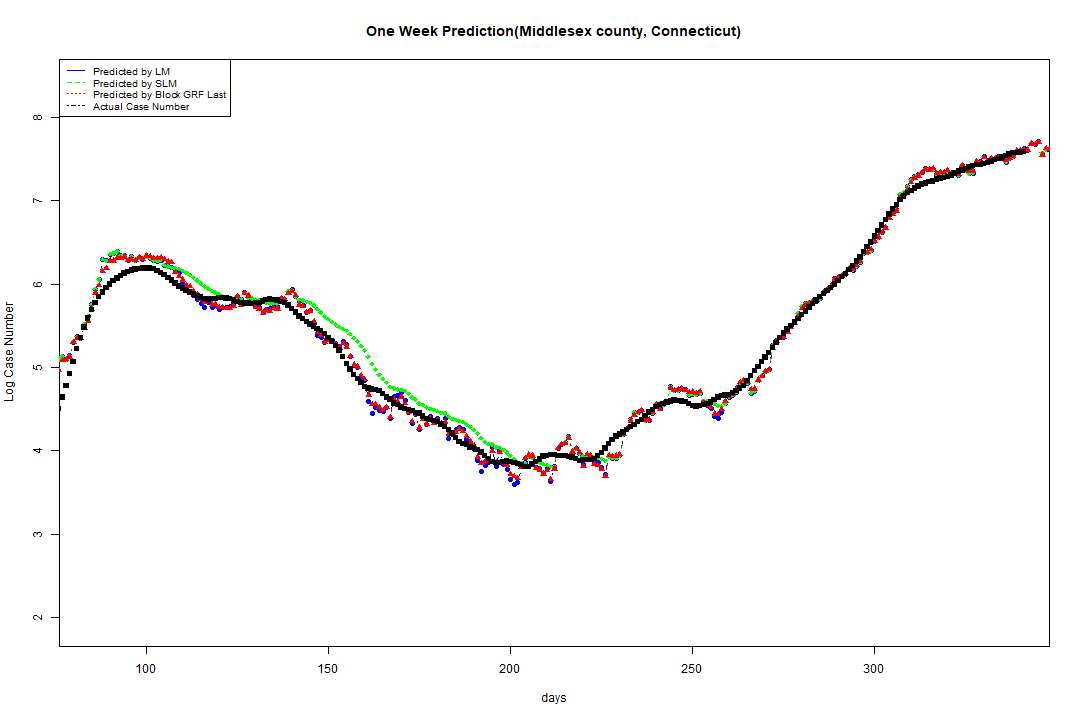 One Week Prediction(Middlesex county, Connecticut)
Predicted by LM
Predicted by SLM
Predicted by Block GRF Last
Actual Case Number
8
7
6
5
4
3
2
Log Case Number
100 150 200 250 300
days